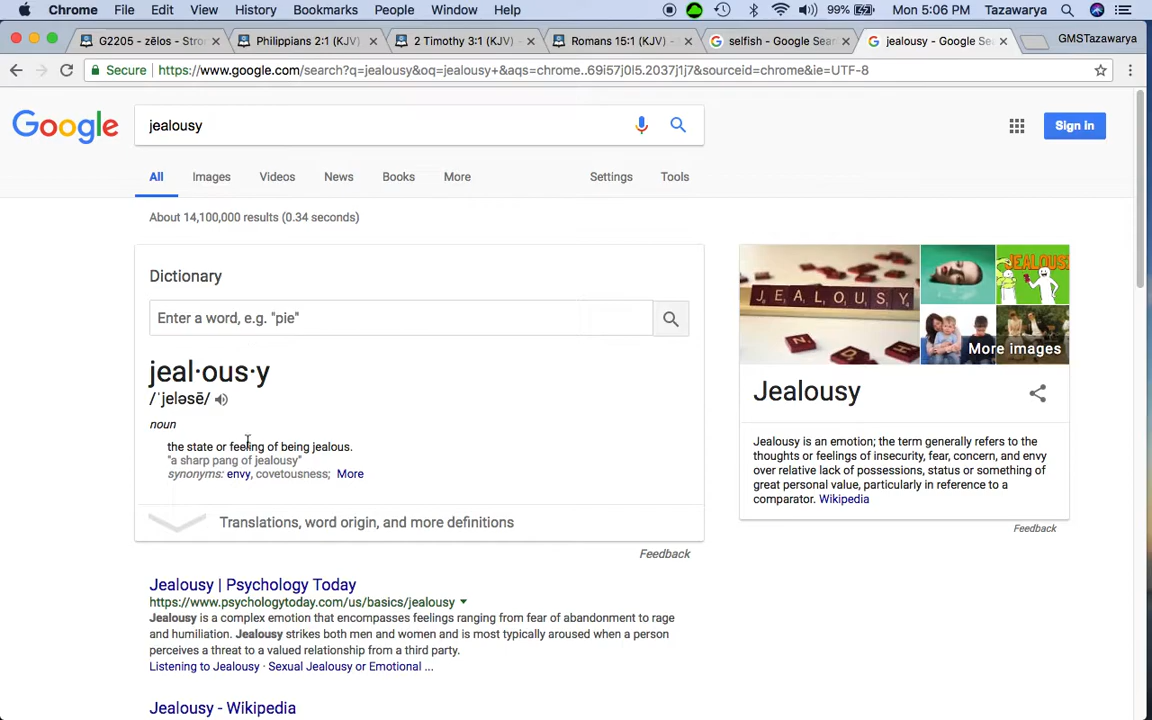 Chrome File Edit View History Bookmarks People Window Help 99% Mon 5:06 PM Tazawarya
G2205 - zēlos - Stro Philippians 2:1 (KJV) - 2 Timothy 3:1 (KJV) - Romans 15:1 (KJV) - selfish - Google Sear jealousy - Google Sea GMSTazawarya
Secure https://www.google.com/search?q=jealousy&oq=jealousy+&aqs=chrome..69i57j0l5.2037j1j7&sourceid=chrome&ie=UTF-8
Google jealousy Sign in
All Images Videos News Books More Settings Tools
About 14,100,000 results (0.34 seconds)
Dictionary
Enter a word, e.g. "pie"
jeal·ous·y
/ˈjeləsē/
noun
the state or feeling of being jealous.
"a sharp pang of jealousy"
synonyms: envy, covetousness; More
Translations, word origin, and more definitions
Feedback
Jealousy | Psychology Today
https://www.psychologytoday.com/us/basics/jealousy
Jealousy is a complex emotion that encompasses feelings ranging from fear of abandonment to rage
and humiliation. Jealousy strikes both men and women and is most typically aroused when a person
perceives a threat to a valued relationship from a third party.
Listening to Jealousy · Sexual Jealousy or Emotional ...
Jealousy - Wikipedia
JEALOUSY
JEALOUS
More images
Jealousy
Jealousy is an emotion; the term generally refers to the
thoughts or feelings of insecurity, fear, concern, and envy
over relative lack of possessions, status or something of
great personal value, particularly in reference to a
comparator. Wikipedia
Feedback